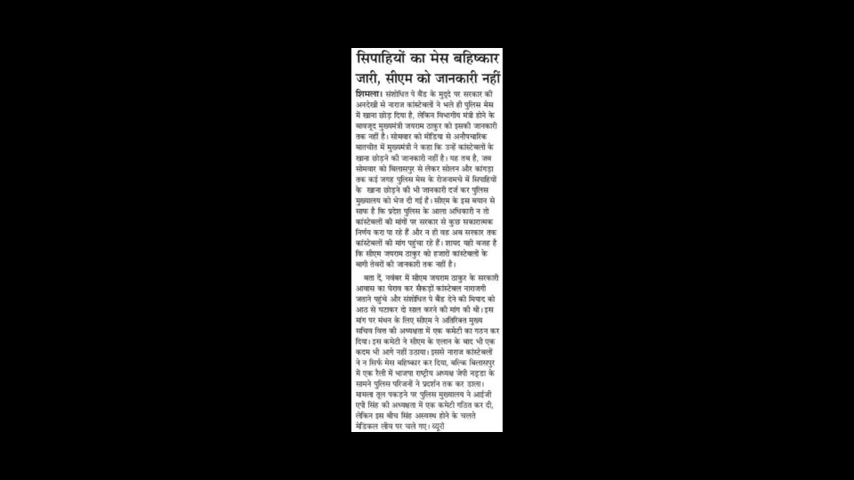 सिपाहियों का मेस बहिष्कार
जारी, सीएम को जानकारी नहीं
शिमला। संशोधित पे बैंड के मुद्दे पर सरकार की
अनदेखी से नाराज कांस्टेबलों ने भले ही पुलिस मेस
में खाना छोड़ दिया है, लेकिन विभागीय मंत्री होने के
बावजूद मुख्यमंत्री जयराम ठाकुर को इसकी जानकारी
तक नहीं है। सोमवार को मीडिया से अनौपचारिक
बातचीत में मुख्यमंत्री ने कहा कि उन्हें कांस्टेबलों के
खाना छोड़ने की जानकारी नहीं है। यह तब है, जब
सोमवार को बिलासपुर से लेकर सोलन और कांगड़ा
तक कई जगह पुलिस मेस के रोजनामचे में सिपाहियों
के खाना छोड़ने की भी जानकारी दर्ज कर पुलिस
मुख्यालय को भेज दी गई है। सीएम के इस बयान से
साफ है कि प्रदेश पुलिस के आला अधिकारी न तो
कांस्टेबलों की मांगों पर सरकार से कुछ सकारात्मक
निर्णय करा पा रहे हैं और न ही वह अब सरकार तक
कांस्टेबलों की मांग पहुंचा रहे हैं। शायद यही वजह है
कि सीएम जयराम ठाकुर को हजारों कांस्टेबलों के
बागी तेवरों की जानकारी तक नहीं है।
बता दें, नवंबर में सीएम जयराम ठाकुर के सरकारी
आवास का घेराव कर सैकड़ों कांस्टेबल नाराजगी
जताने पहुंचे और संशोधित पे बैंड देने की मियाद को
आठ से घटाकर दो साल करने की मांग की थी। इस
मांग पर मंथन के लिए सीएम ने अतिरिक्त मुख्य
सचिव वित्त की अध्यक्षता में एक कमेटी का गठन कर
दिया। इस कमेटी ने सीएम के एलान के बाद भी एक
कदम भी आगे नहीं उठाया। इससे नाराज कांस्टेबलों
ने न सिर्फ मेस बहिष्कार कर दिया, बल्कि बिलासपुर
में एक रैली में भाजपा राष्ट्रीय अध्यक्ष जेपी नड्डा के
सामने पुलिस परिजनों ने प्रदर्शन तक कर डाला।
मामला तूल पकड़ने पर पुलिस मुख्यालय ने आईजी
एपी सिंह की अध्यक्षता में एक कमेटी गठित कर दी,
लेकिन इस बीच सिंह अस्वस्थ होने के चलते
मेडिकल लीव पर चले गए। ब्यूरो